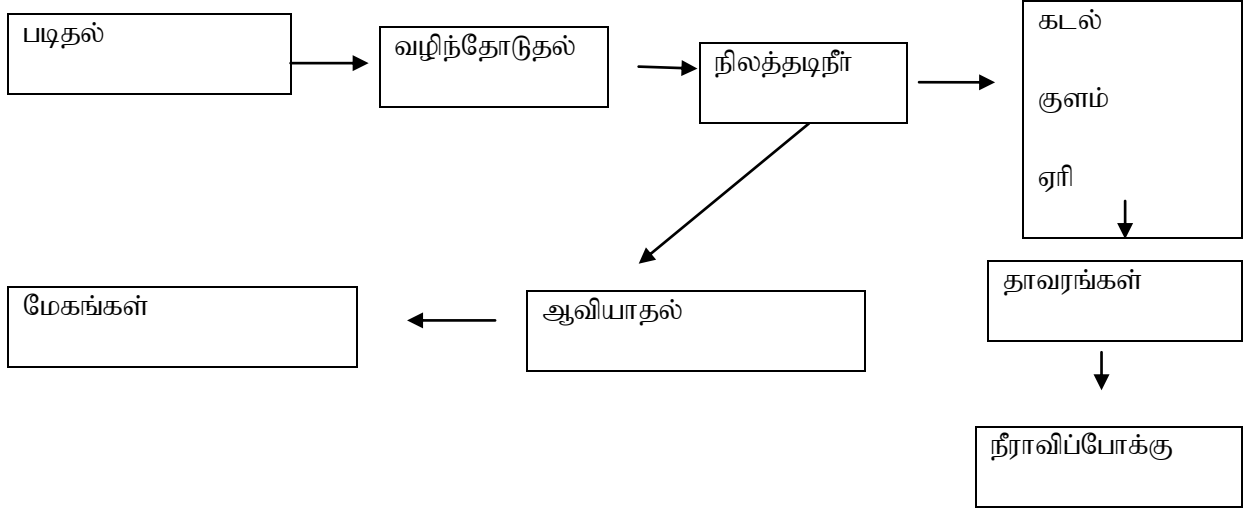 படிதல்
வழிந்தோடுதல்
நிலத்தடிநீர்
கடல்
குளம்
ஏரி
தாவரங்கள்
நீராவிப்போக்கு
ஆவியாதல்
மேகங்கள்